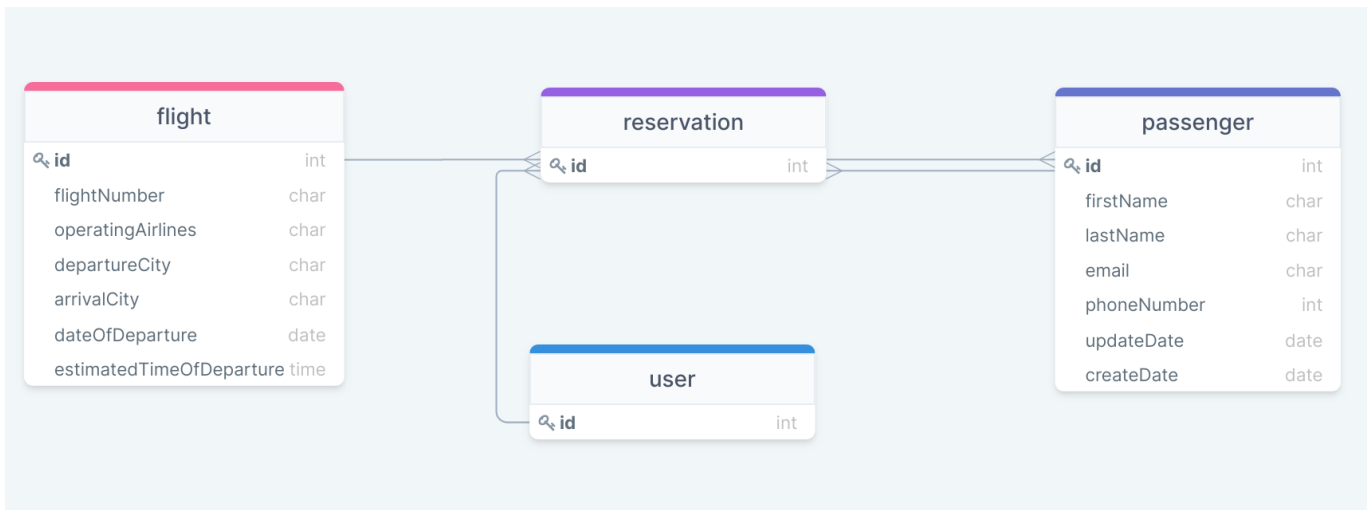 flight
id int
flightNumber char
operatingAirlines char
departureCity char
arrivalCity char
dateOfDeparture date
estimatedTimeOfDeparture time
reservation
id int
user
id int
passenger
id int
firstName char
lastName char
email char
phoneNumber int
updateDate date
createDate date